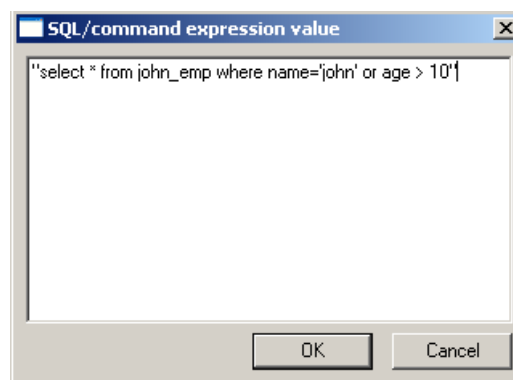 SQL/command expression value
"select * from john_emp where name='john' or age > 10"
OK
Cancel